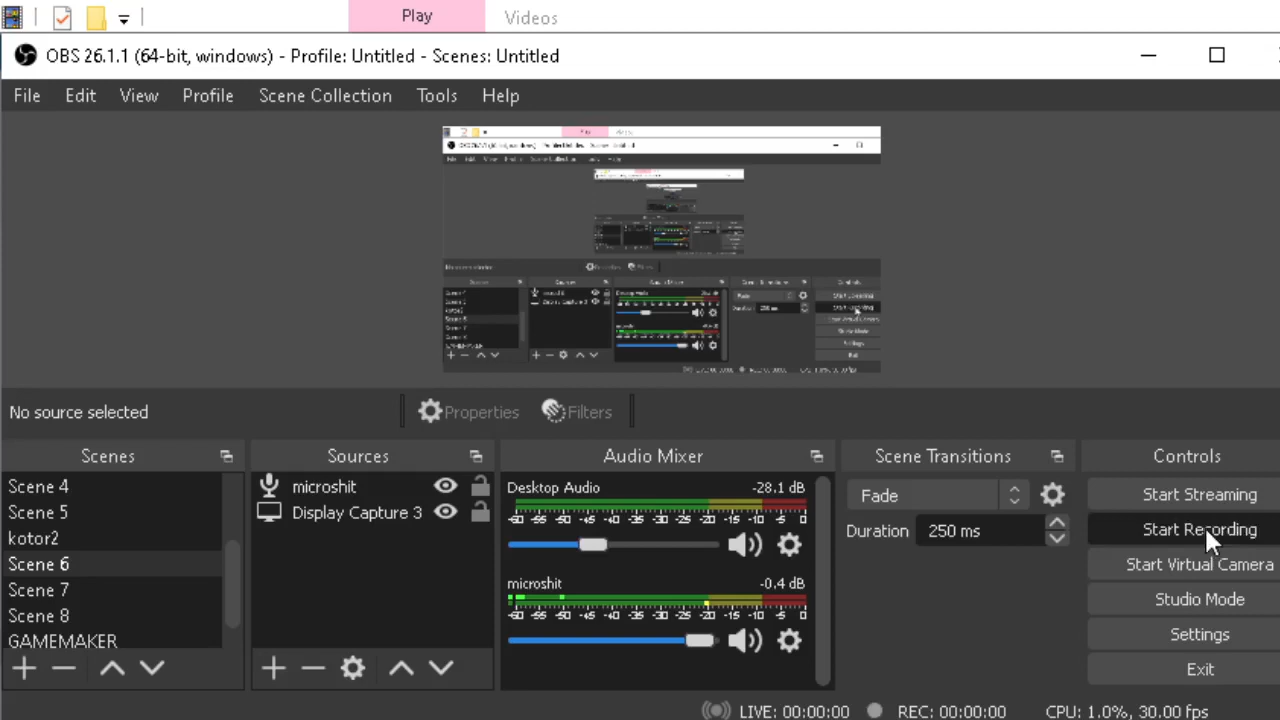 Play
Videos
OBS 26.1.1 (64-bit, windows) - Profile: Untitled - Scenes: Untitled
File Edit View Profile Scene Collection Tools Help
No source selected
Properties
Filters
Scenes
Scene 4
Scene 5
kotor2
Scene 6
Scene 7
Scene 8
GAMEMAKER
Sources
microshit
Display Capture 3
Audio Mixer
Desktop Audio -28.1 dB
-60 -55 -50 -45 -40 -35 -30 -25 -20 -15 -10 -5 0
microshit -0.4 dB
-60 -55 -50 -45 -40 -35 -30 -25 -20 -15 -10 -5 0
Scene Transitions
Fade
Duration 250 ms
Controls
Start Streaming
Start Recording
Start Virtual Camera
Studio Mode
Settings
Exit
LIVE: 00:00:00 REC: 00:00:00 CPU: 1.0%, 30.00 fps